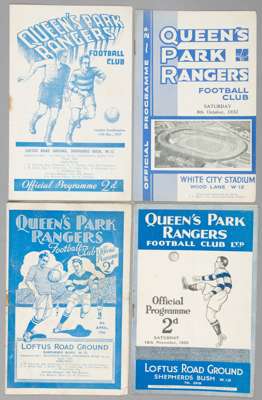 QUEEN'S PARK
RANGERS
FOOTBALL
CLUB
LOFTUS ROAD GROUND, SHEPHERDS BUSH, W.12
Official Programme 2d
OFFICIAL PROGRAMME 2D
QUEEN'S
PARK
RANGERS
FOOTBALL
CLUB
SATURDAY
WHITE CITY STADIUM
WOOD LANE W 12
QUEEN'S PARK
RANGERS
Football
Club
2d
LOFTUS ROAD GROUND
SHEPHERDS BUSH, W.12
QUEEN'S PARK RANGERS
FOOTBALL CLUB LTD
Official
Programme
2d
SATURDAY
LOFTUS ROAD GROUND
SHEPHERDS BUSH W12